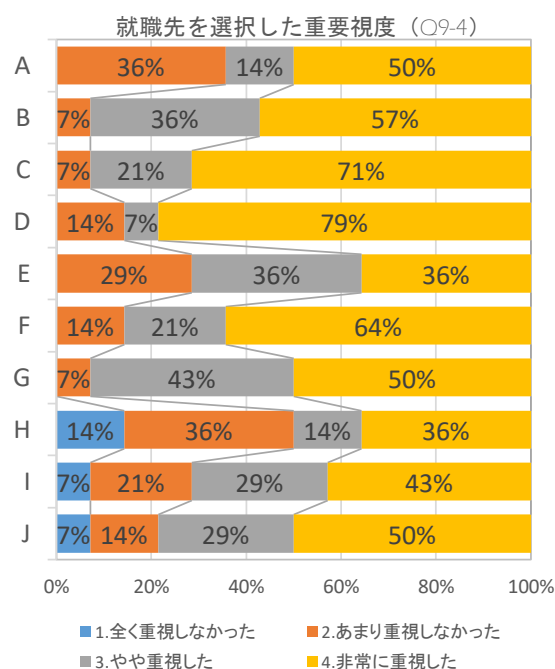 就職先を選択した重要視度（Q9-4）
A 36% 14% 50%
B 7% 36% 57%
C 7% 21% 71%
D 14% 7% 79%
E 29% 36% 36%
F 14% 21% 64%
G 7% 43% 50%
H 14% 36% 14% 36%
I 7% 21% 29% 43%
J 7% 14% 29% 50%
0% 20% 40% 60% 80% 100%
1.全く重視しなかった 2.あまり重視しなかった
3.やや重視した 4.非常に重視した